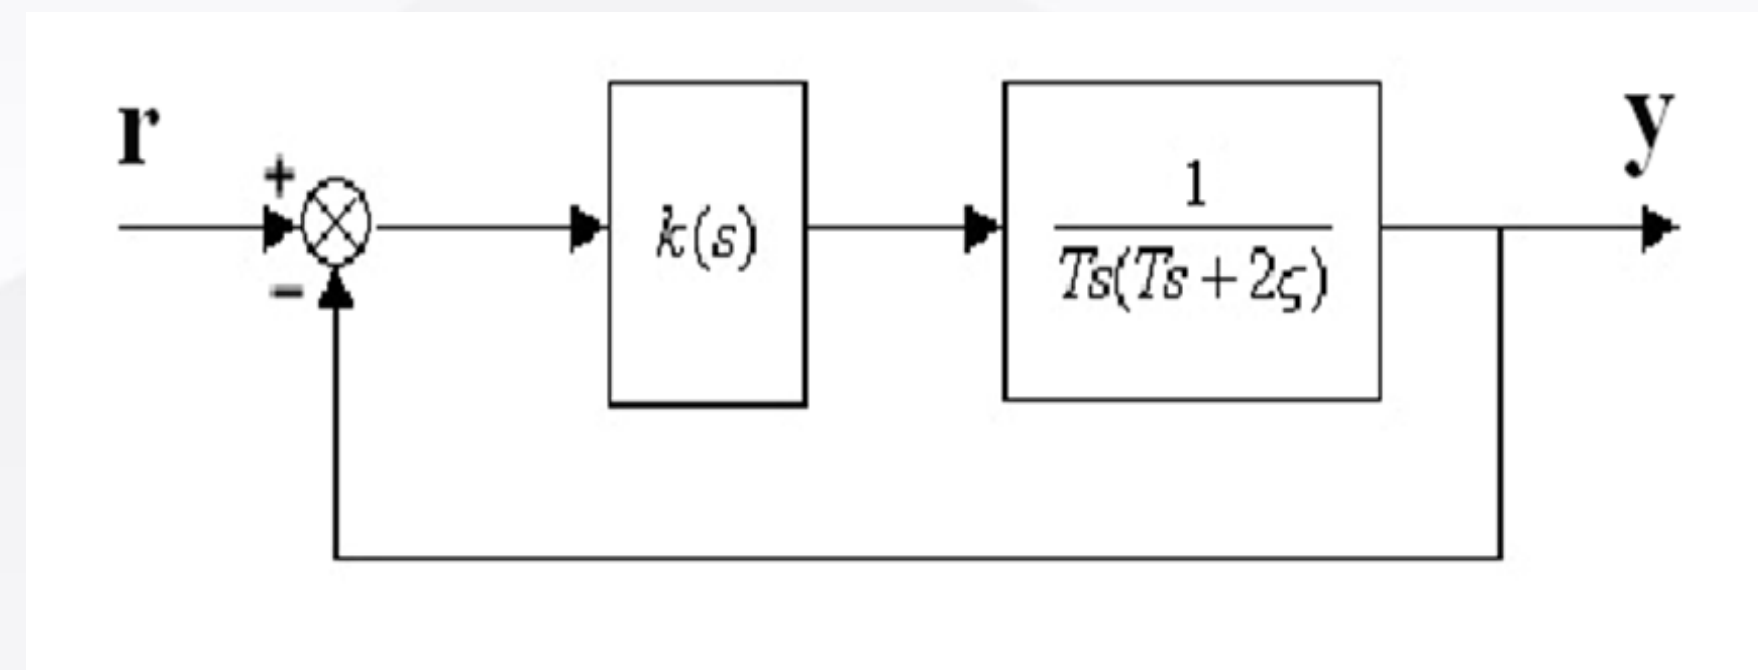 r
+
−
k(s)
1
Ts(Ts + 2ς)
y